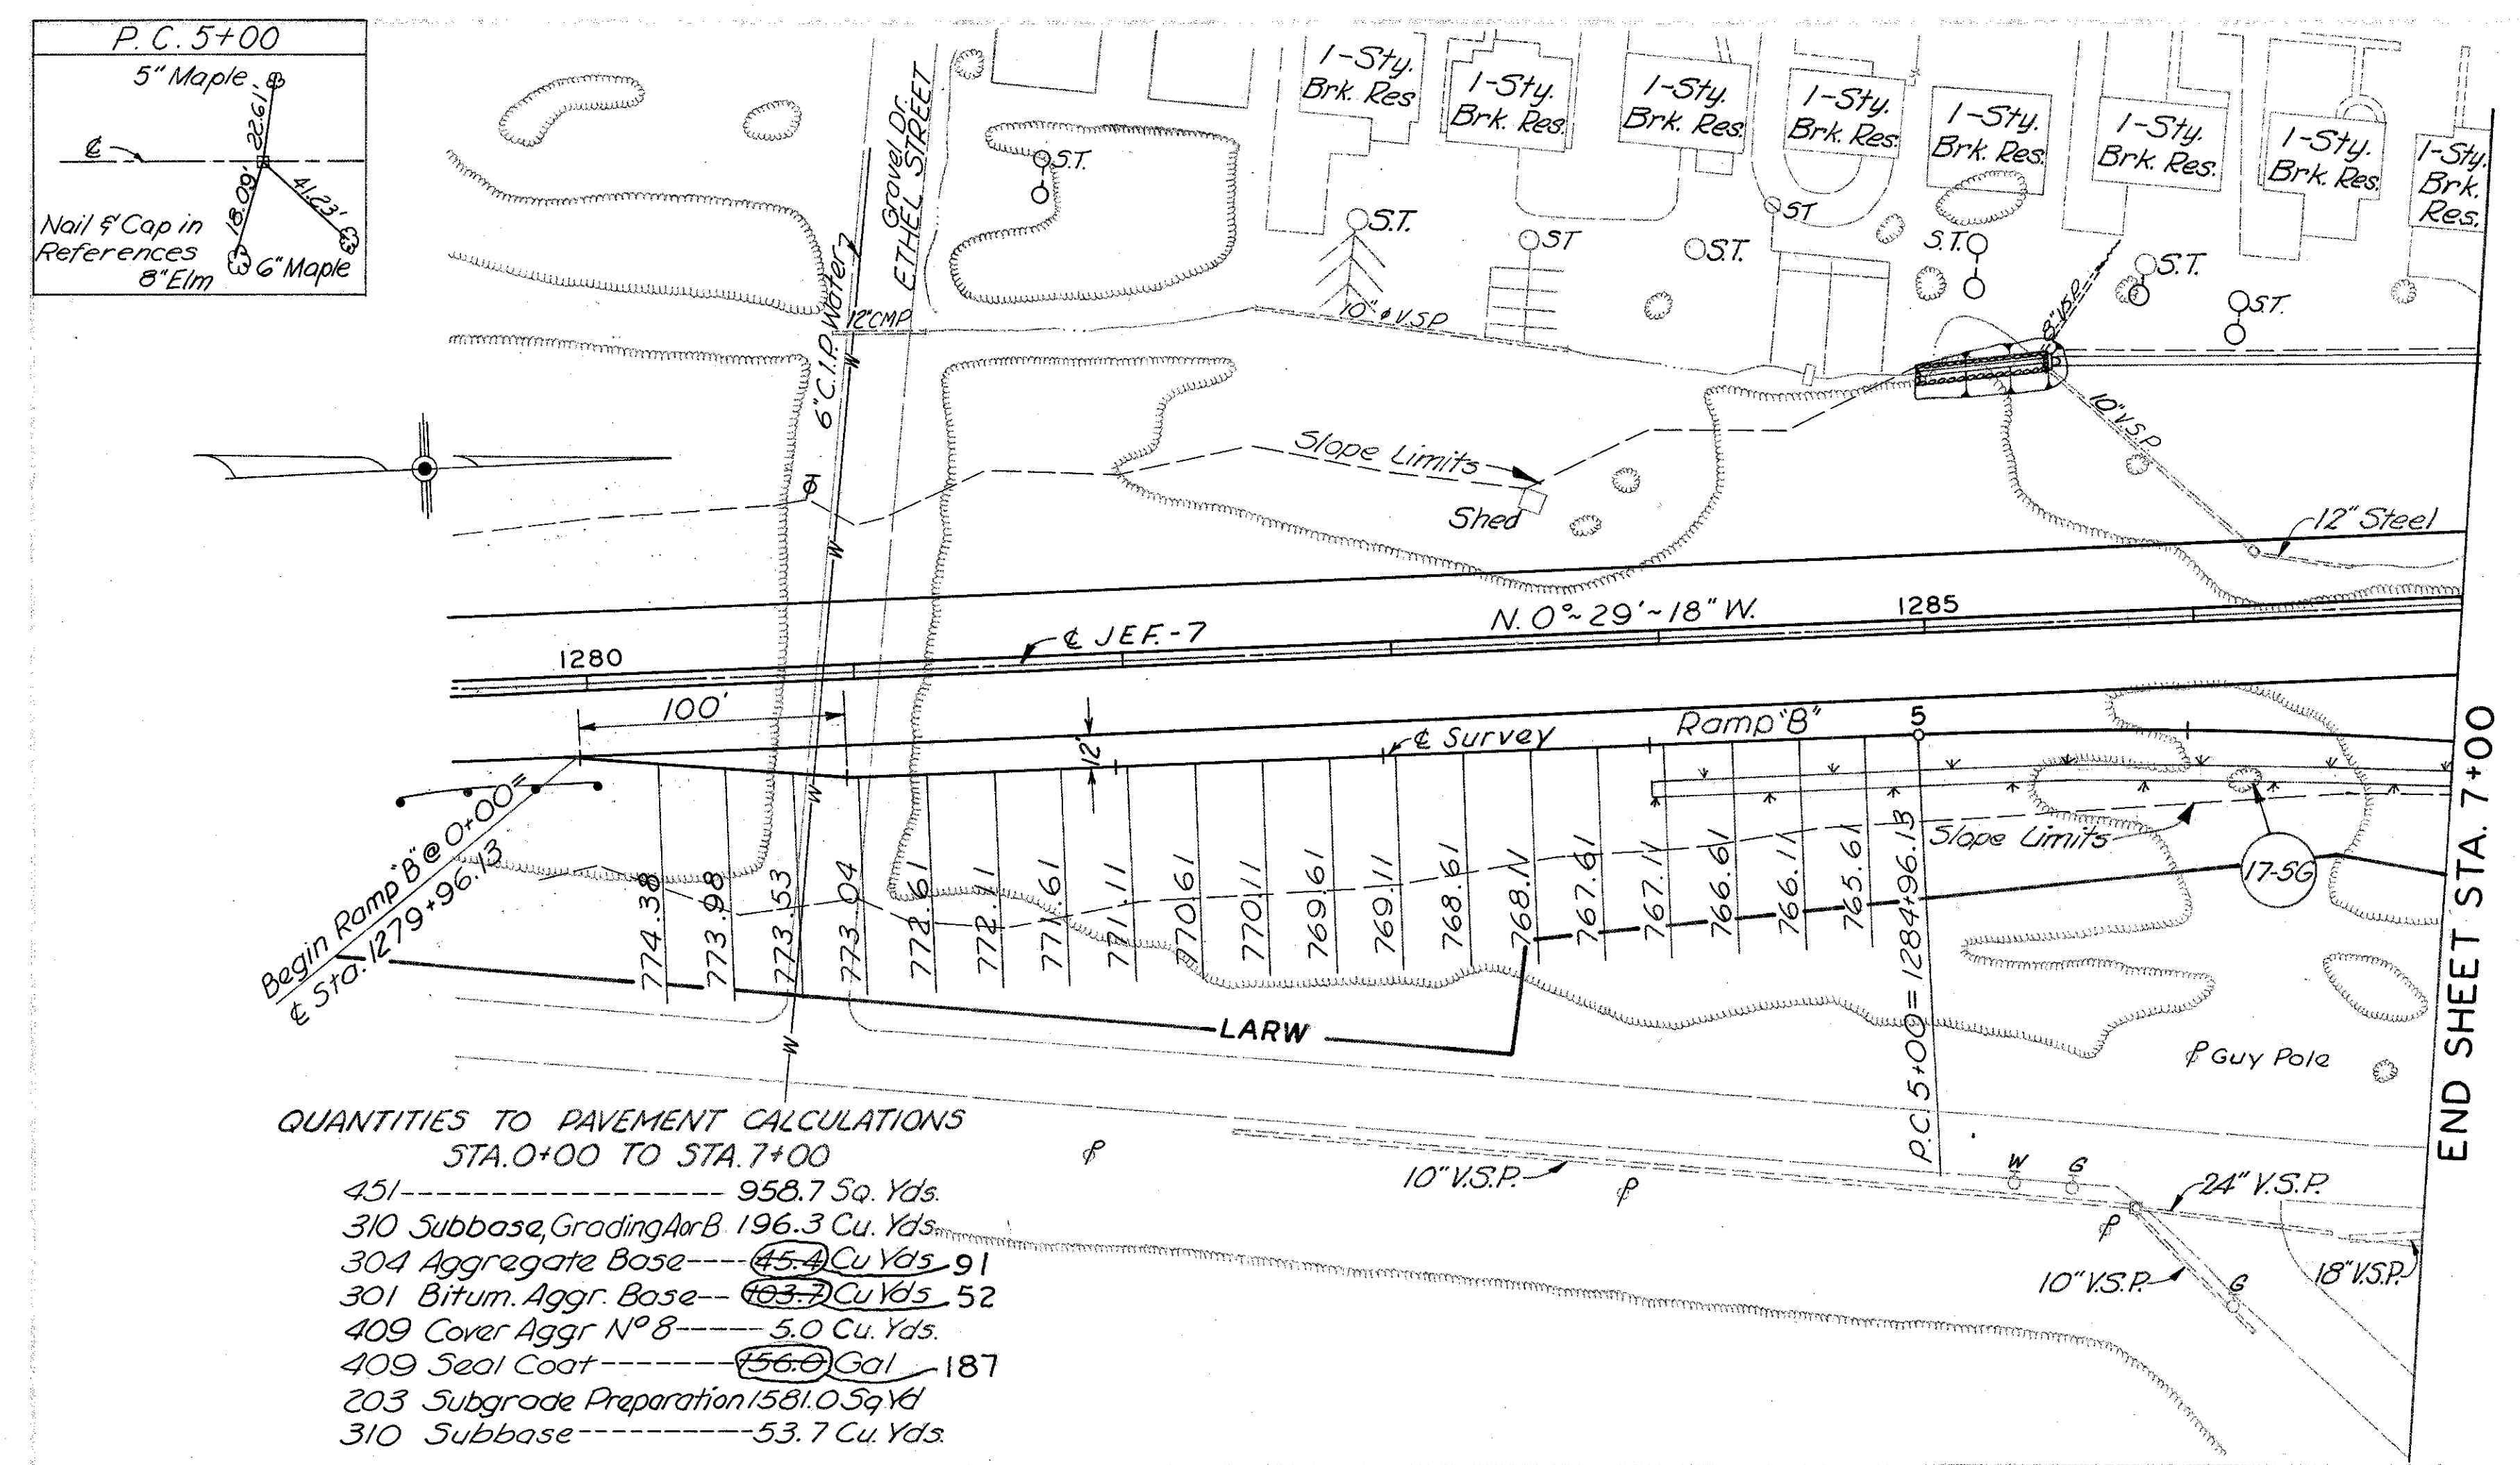 P.C. 5+00
5" Maple
22.61'
℄
18.09'
41.23'
Nail & Cap in
References
8" Elm
6" Maple
Gravel Dr.
ETHEL STREET
6" C.I.P. Water
12" CMP
S.T.
1-Sty.
Brk. Res
1-Sty.
Brk. Res.
1-Sty.
Brk. Res.
1-Sty.
Brk. Res.
1-Sty.
Brk. Res.
1-Sty.
Brk. Res.
1-Sty.
Brk. Res.
1-Sty.
Brk.
Res.
S.T.
ST
S.T.
ST
S.T.
S.T.
S.T.
10" ø V.S.P
8" V.S.P.
10" V.S.P.
12" Steel
Slope Limits
Shed
W
W
N. 0°~29'~18" W.
1285
℄ JEF.-7
1280
100'
12'
℄ Survey
Ramp "B"
5
W
W
Begin Ramp "B" @ 0+00=
℄ Sta. 1279+96.13
774.38
773.98
773.53
773.04
772.61
772.11
771.61
771.11
770.61
770.11
769.61
769.11
768.61
768.11
767.61
767.11
766.61
766.11
765.61
P.C. 5+00= 1284+96.13
Slope Limits
17-SG
LARW
Guy Pole
END SHEET STA. 7+00
10" V.S.P.
W
G
24" V.S.P.
10" V.S.P.
G
18" V.S.P.
QUANTITIES TO PAVEMENT CALCULATIONS
STA. 0+00 TO STA. 7+00
451------------------ 958.7 Sq. Yds.
310 Subbase, Grading A or B 196.3 Cu. Yds.
304 Aggregate Base---- 45.4 Cu Yds 91
301 Bitum. Aggr. Base-- 103.7 Cu Yds 52
409 Cover Aggr Nº 8----- 5.0 Cu. Yds.
409 Seal Coat------- 156.0 Gal 187
203 Subgrade Preparation 1581.0 Sq Yd
310 Subbase---------- 53.7 Cu. Yds.